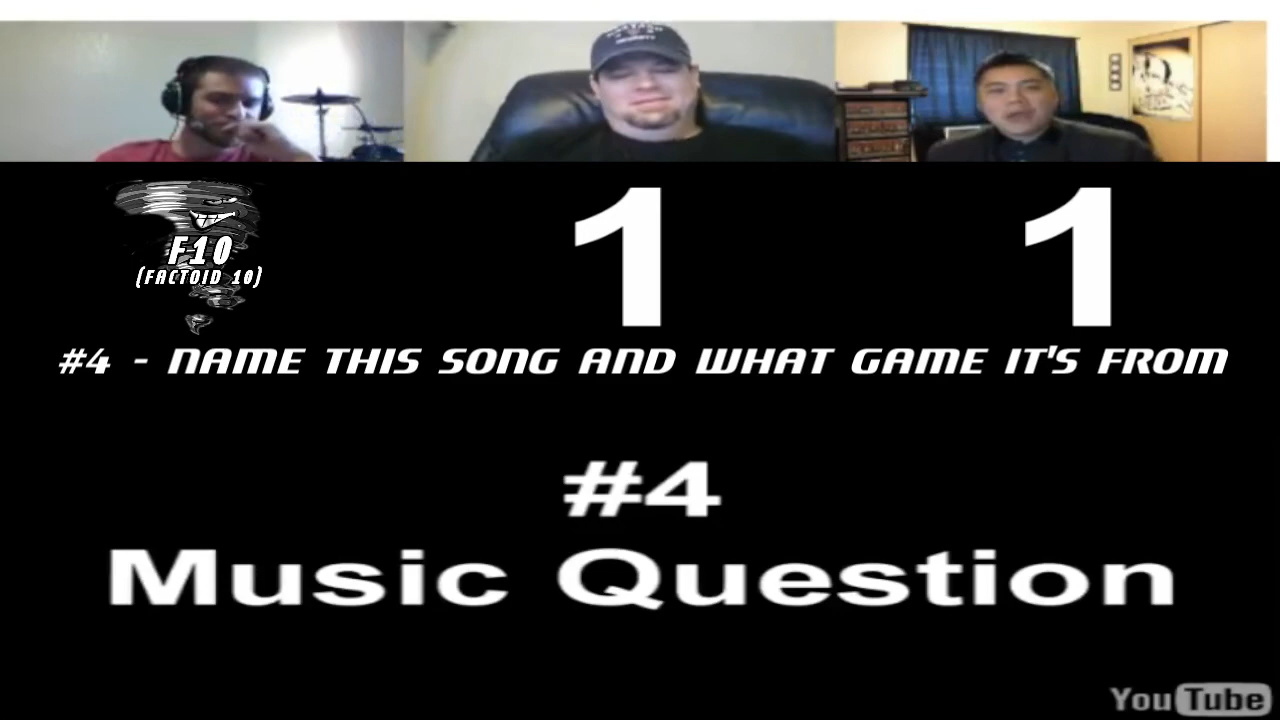 1 1
F10
(FACTOID 10)
#4 - NAME THIS SONG AND WHAT GAME IT'S FROM
#4
Music Question
YouTube